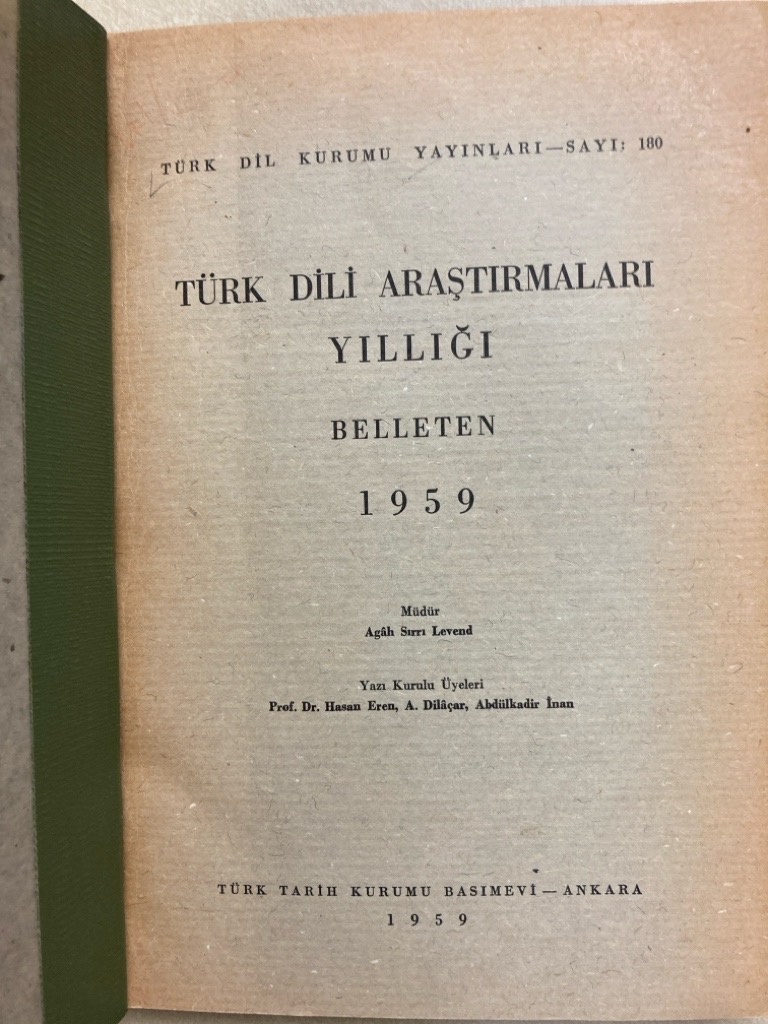 TÜRK DİL KURUMU YAYINLARI—SAYI: 180
TÜRK DİLİ ARAŞTIRMALARI
YILLIĞI
BELLETEN
1959
Müdür
Agâh Sırrı Levend
Yazı Kurulu Üyeleri
Prof. Dr. Hasan Eren, A. Dilâçar, Abdülkadir İnan
TÜRK TARİH KURUMU BASIMEVİ — ANKARA
1959